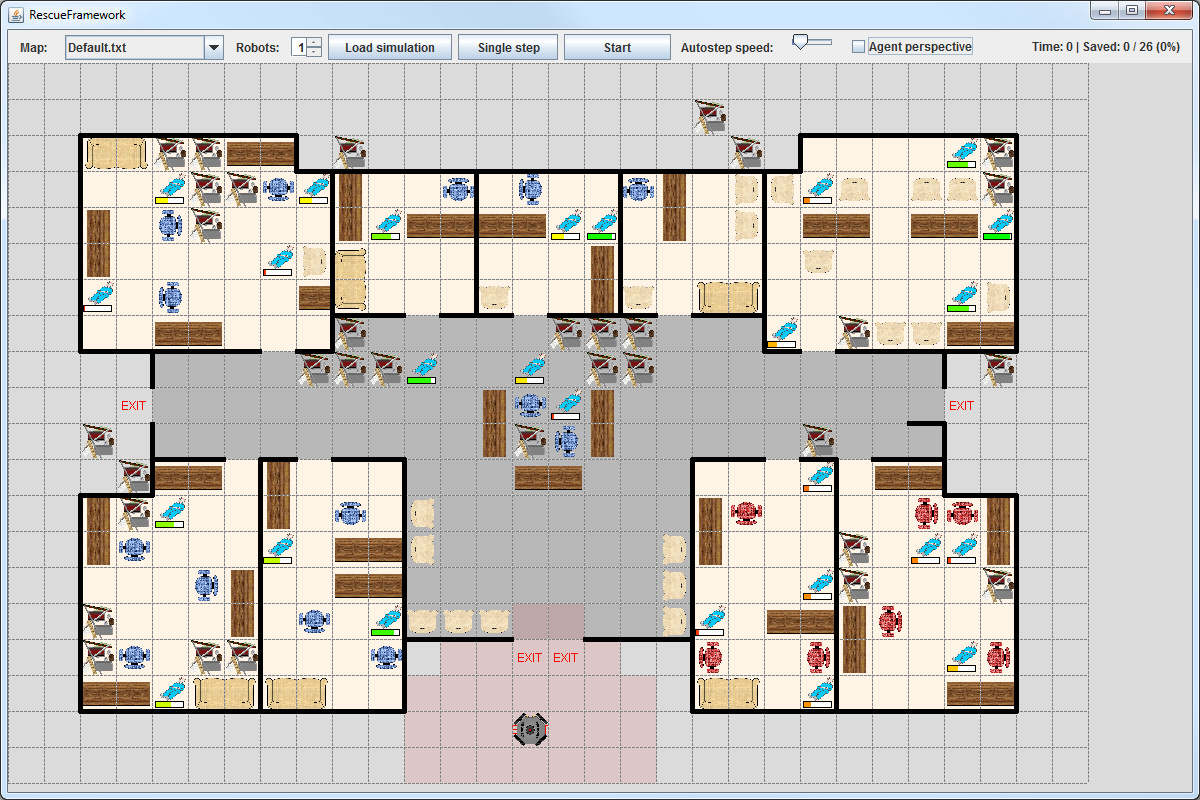 RescueFramework
Map: Default.txt Robots: 1 Load simulation Single step Start Autostep speed: Agent perspective Time: 0 | Saved: 0 / 26 (0%)
EXIT EXIT
EXIT EXIT